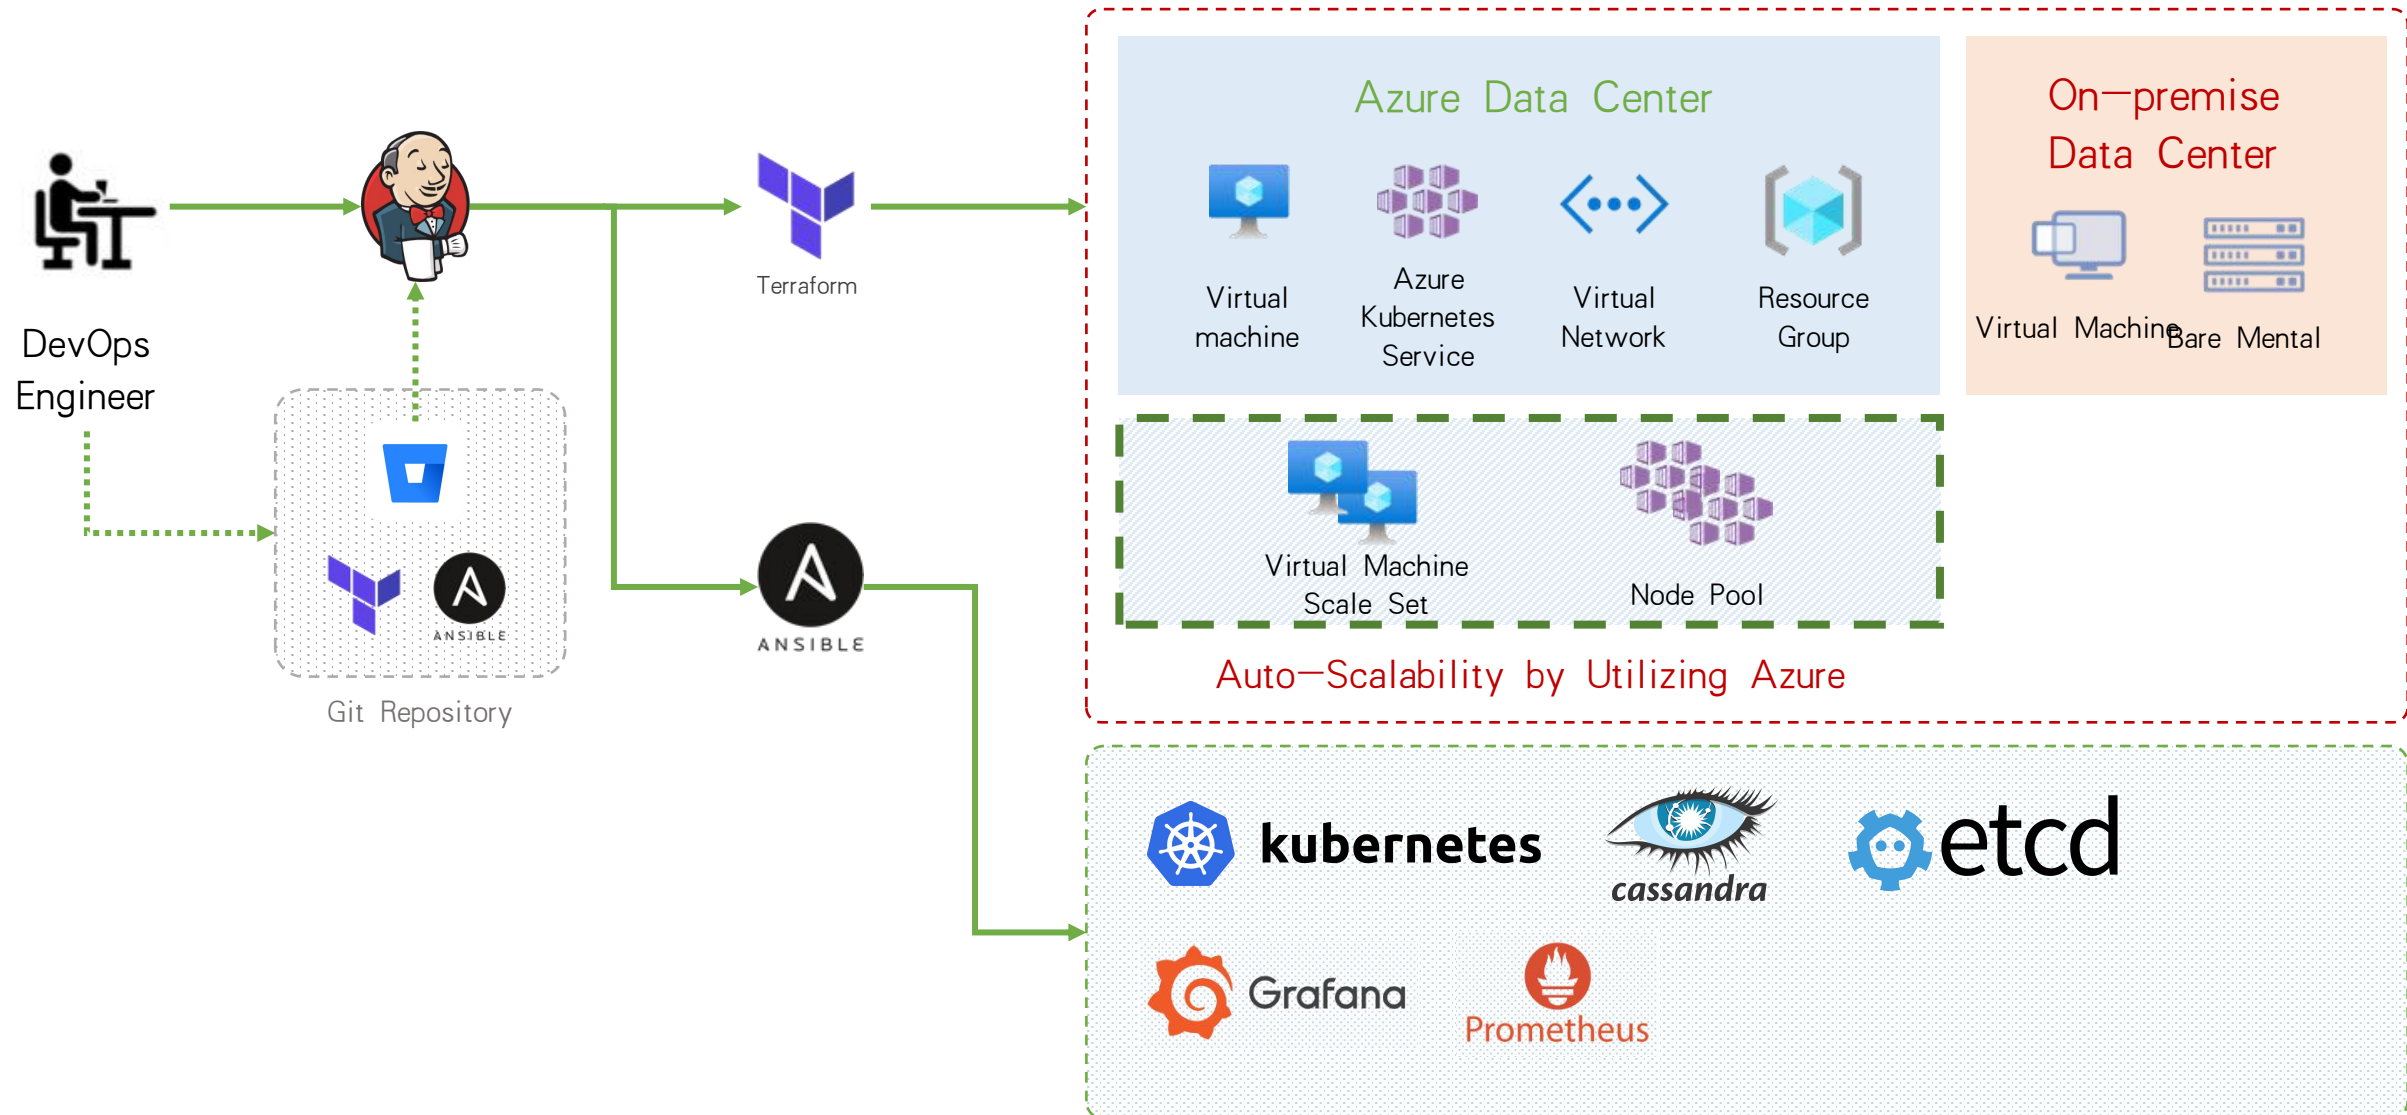 DevOps
Engineer
Terraform
ANSIBLE
Git Repository
ANSIBLE
Azure Data Center
Virtual
machine
Azure
Kubernetes
Service
Virtual
Network
Resource
Group
On-premise
Data Center
Virtual Machine
Bare Mental
Virtual Machine
Scale Set
Node Pool
Auto-Scalability by Utilizing Azure
kubernetes
cassandra
etcd
Grafana
Prometheus